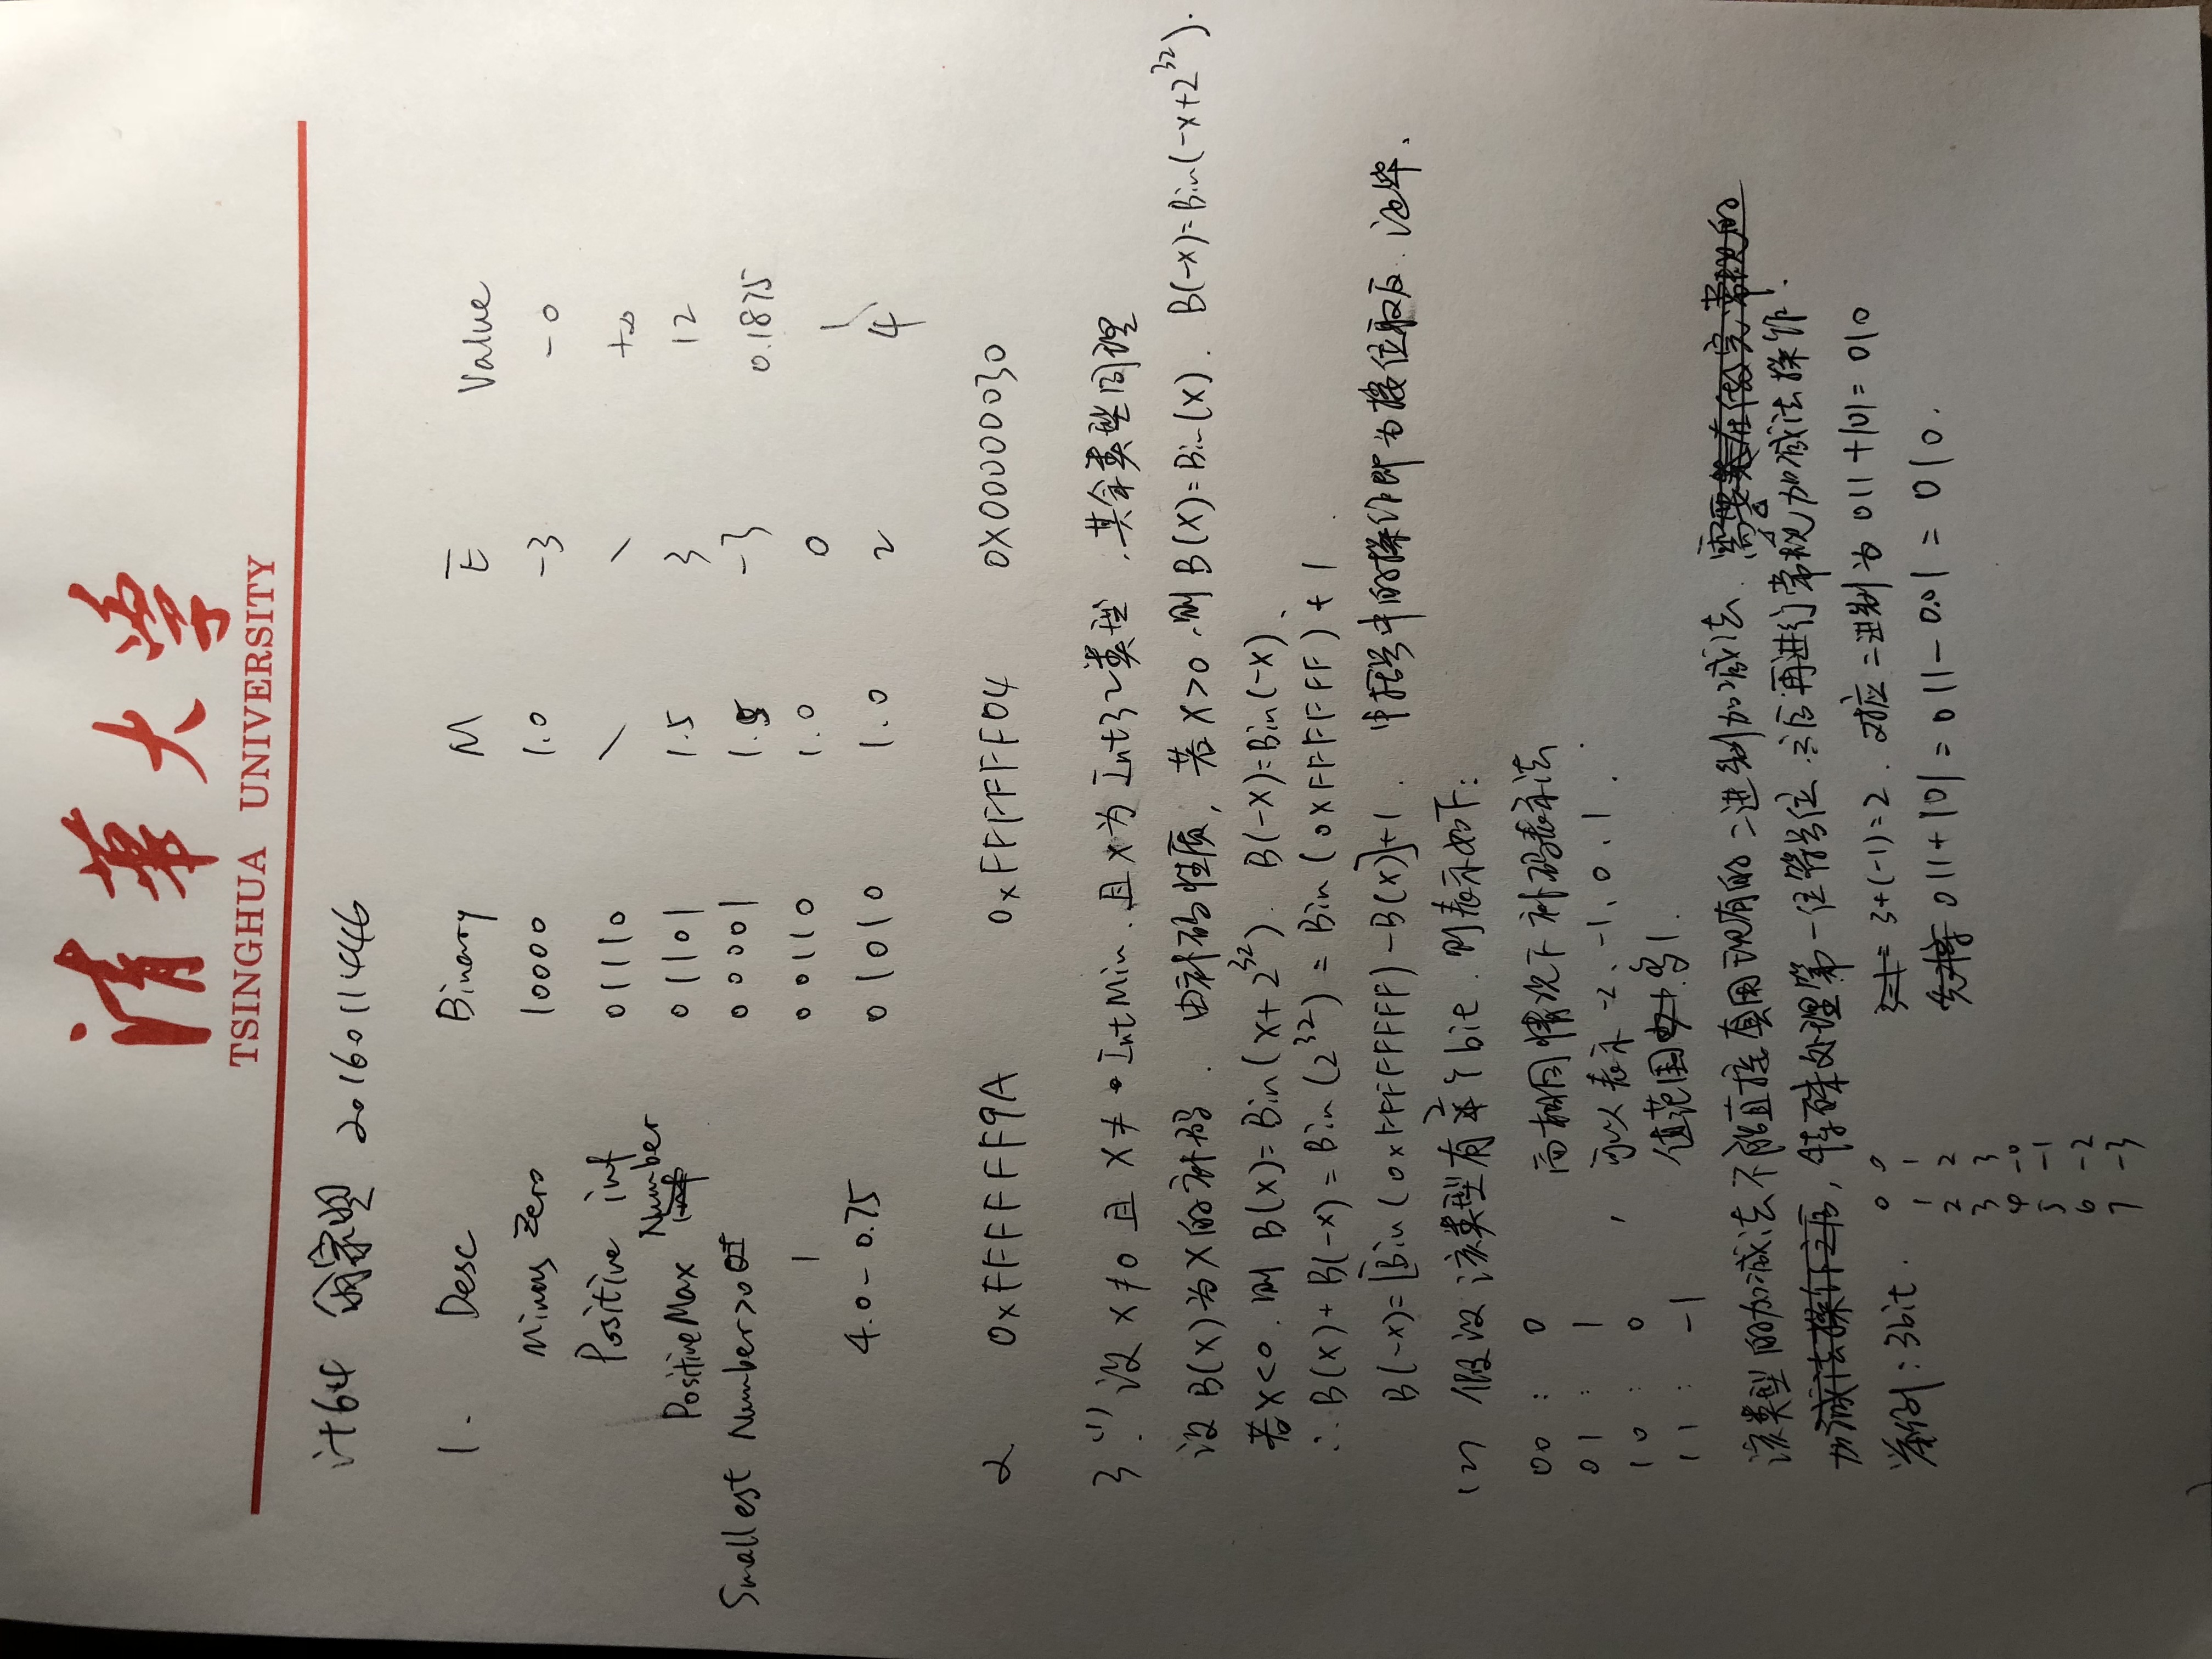 清華大学
TSINGHUA UNIVERSITY
计64 翁家翌 2016011446
1. Desc Binary M E Value
Minus Zero 10000 1.0 -3 -0
Positive inf 01110 \ \ +∞
Positive Max Number 01101 1.5 3 12
Smallest Number>0 00001 1.5 -3 0.1875
1 00110 1.0 0 1
4.0-0.75 01010 1.0 2 4
2 0xFFFFFF9A 0xFFFFFF04 0X00000030
3.(1) 设 x≠0 且 x≠ IntMin. 且x为Int32类型,其余类型同理
设B(x)为x的补码. 由补码性质, 若x>0,则B(x)=Bin(x). B(-x)=Bin(-x+2^32).
若x<0.则 B(x)=Bin(x+2^32). B(-x)=Bin(-x).
∴B(x)+B(-x)=Bin(2^32)=Bin(0xFFFFFF)+1.
B(-x)=[Bin(0xFFFFFFFF)-B(x)]+1. 中括号中的操作即为按位取反. 证毕.
(2) 假设该类型有2个bit.则表示如下:
00: 0 而相同情况下补码表示法
01: 1 , 可以表示-2、-1、0、1.
10: 0 值范围多1.
11: -1
该类型的加减法不能直接套用现有的二进制加减法. 需要在做完常规的
加减法操作之后,特殊处理第一位符号位.之后再进行常规加减法操作.
举例:3bit. 0 0 3+(-1)=2. 对应二进制为 011+101=010
1 1 011+101=011-001=010.
2 2
3 3
4 -0
5 -1
6 -2
7 -3